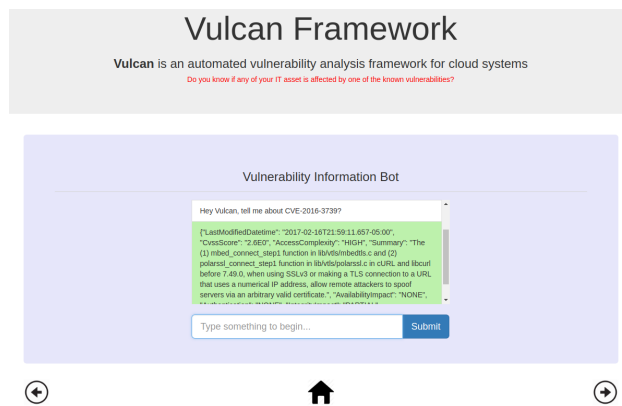 Vulcan Framework
Vulcan is an automated vulnerability analysis framework for cloud systems
Do you know if any of your IT asset is affected by one of the known vulnerabilities?
Vulnerability Information Bot
Hey Vulcan, tell me about CVE-2016-3739?
{"LastModifiedDatetime": "2017-02-16T21:59:11.657-05:00",
"CvssScore": "2.6E0", "AccessComplexity": "HIGH", "Summary": "The
(1) mbed_connect_step1 function in lib/vtls/mbedtls.c and (2)
polarssl_connect_step1 function in lib/vtls/polarssl.c in cURL and libcurl
before 7.49.0, when using SSLv3 or making a TLS connection to a URL
that uses a numerical IP address, allow remote attackers to spoof
servers via an arbitrary valid certificate.", "AvailabilityImpact": "NONE",
Type something to begin...
Submit